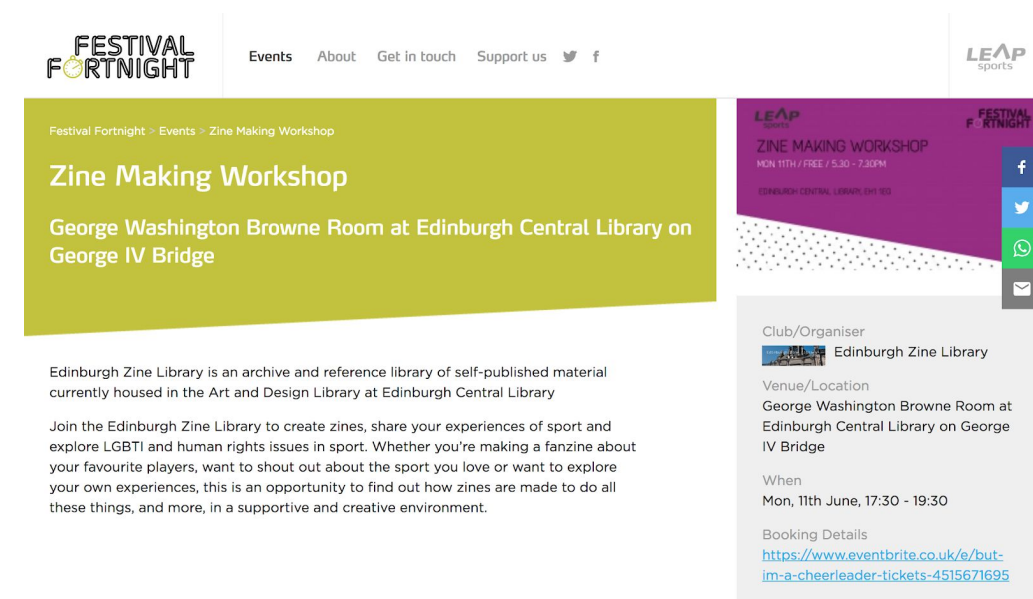 FESTIVAL
FORTNIGHT
Events About Get in touch Support us
LEAP
sports
Festival Fortnight > Events > Zine Making Workshop
Zine Making Workshop
George Washington Browne Room at Edinburgh Central Library on
George IV Bridge
LEAP
sports
FESTIVAL
FORTNIGHT
ZINE MAKING WORKSHOP
MON 11TH / FREE / 5.30 - 7.30PM
EDINBURGH CENTRAL LIBRARY, EH1 1EG
Edinburgh Zine Library is an archive and reference library of self-published material
currently housed in the Art and Design Library at Edinburgh Central Library
Join the Edinburgh Zine Library to create zines, share your experiences of sport and
explore LGBTI and human rights issues in sport. Whether you're making a fanzine about
your favourite players, want to shout out about the sport you love or want to explore
your own experiences, this is an opportunity to find out how zines are made to do all
these things, and more, in a supportive and creative environment.
Club/Organiser
Edinburgh Zine Library
Venue/Location
George Washington Browne Room at
Edinburgh Central Library on George
IV Bridge
When
Mon, 11th June, 17:30 - 19:30
Booking Details
https://www.eventbrite.co.uk/e/but-
im-a-cheerleader-tickets-4515671695